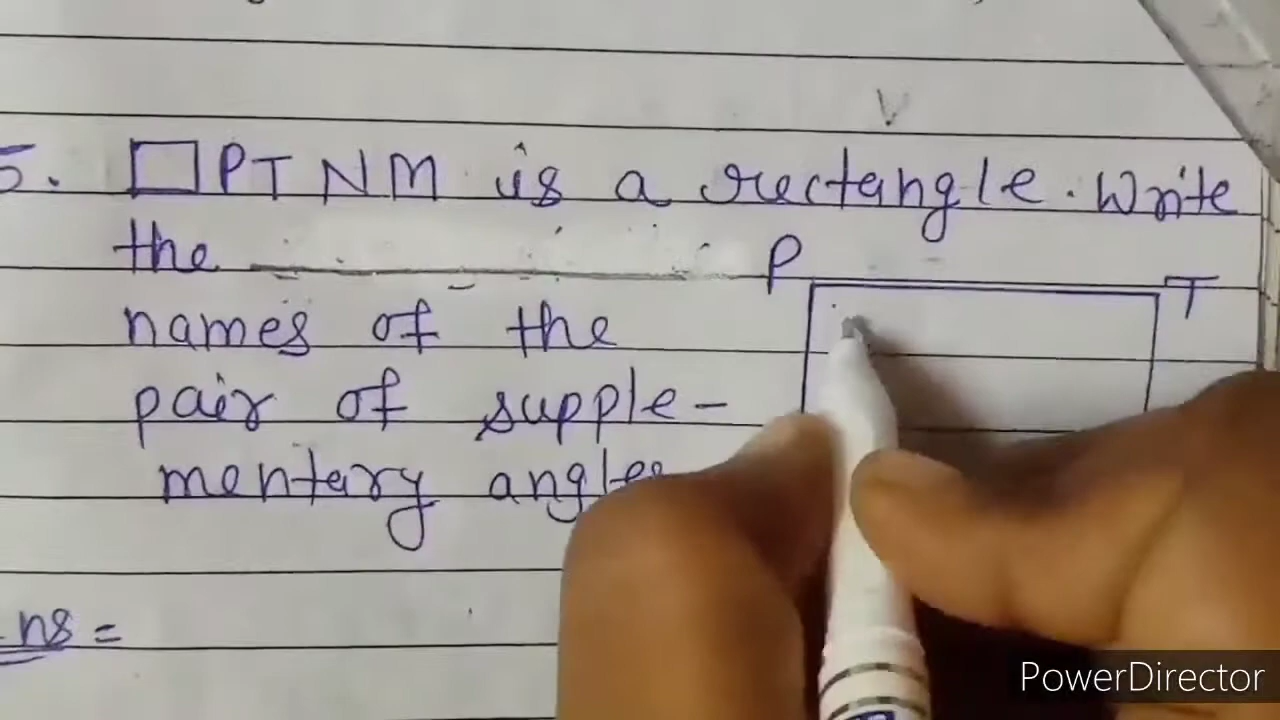 5. □PTNM is a rectangle. Write
the
P
T
names of the
pair of supple-
mentary angles
Ans =
PowerDirector